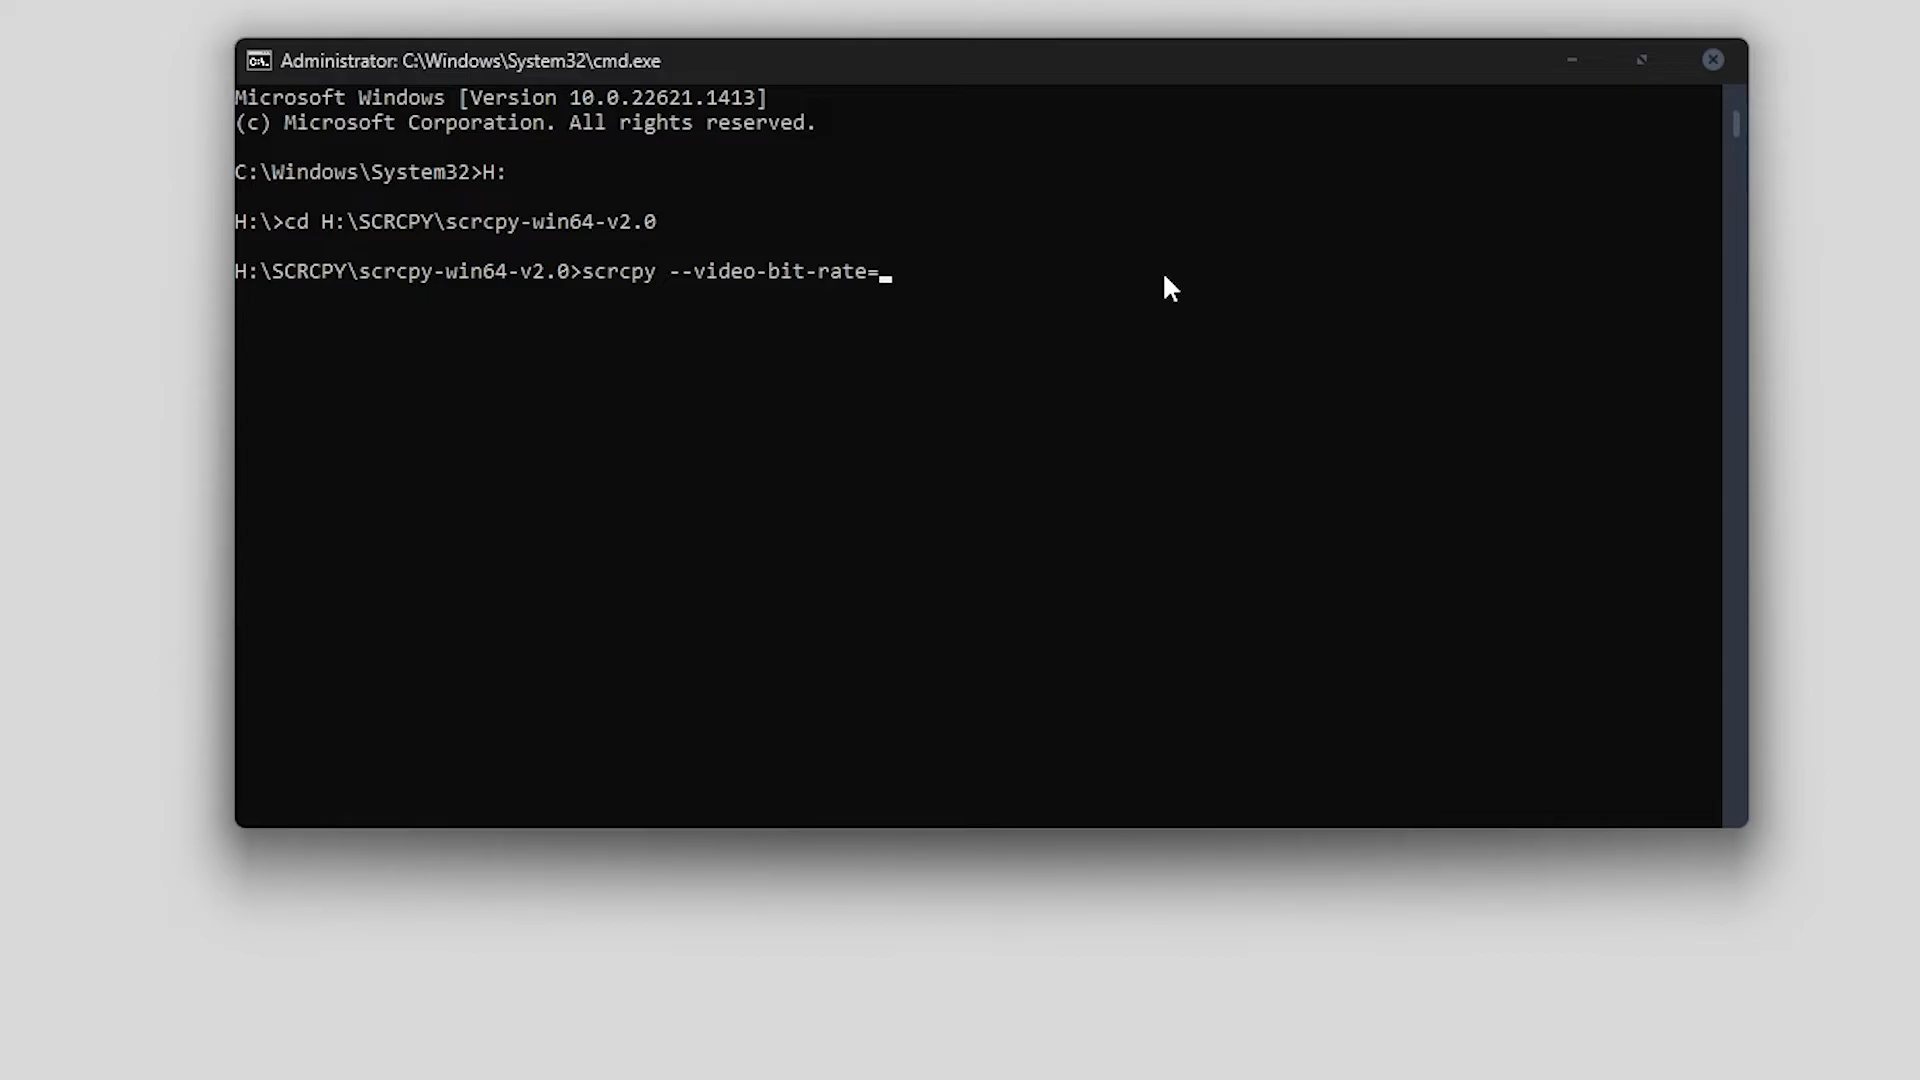 Administrator: C:\Windows\System32\cmd.exe
Microsoft Windows [Version 10.0.22621.1413]
(c) Microsoft Corporation. All rights reserved.
C:\Windows\System32>H:
H:\>cd H:\SCRCPY\scrcpy-win64-v2.0
H:\SCRCPY\scrcpy-win64-v2.0>scrcpy --video-bit-rate=